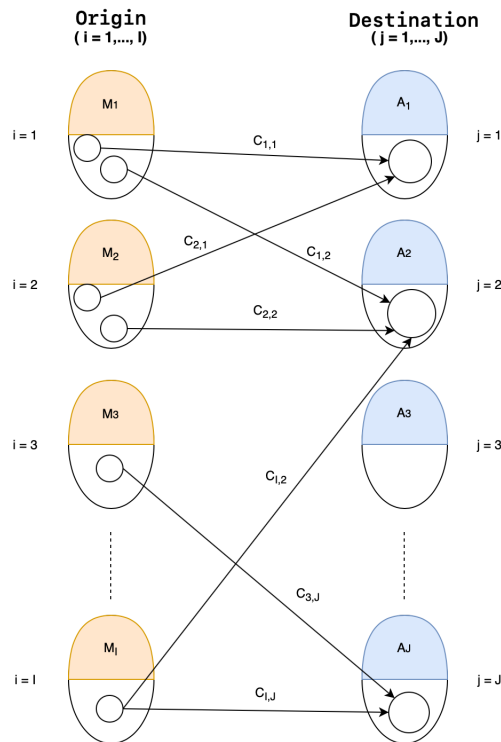 Origin
( i = 1,..., I)
Destination
(j = 1,..., J)
i = 1
M1
C1,1
A1
j = 1
C2,1
C1,2
i = 2
M2
C2,2
A2
j = 2
i = 3
M3
A3
j = 3
CI,2
C3,J
i = I
MI
CI,J
AJ
j = J